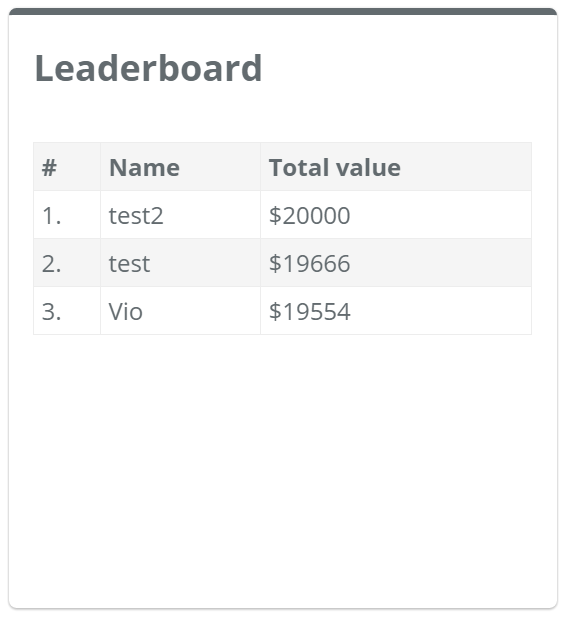 Leaderboard
# Name Total value
1. test2 $20000
2. test $19666
3. Vio $19554